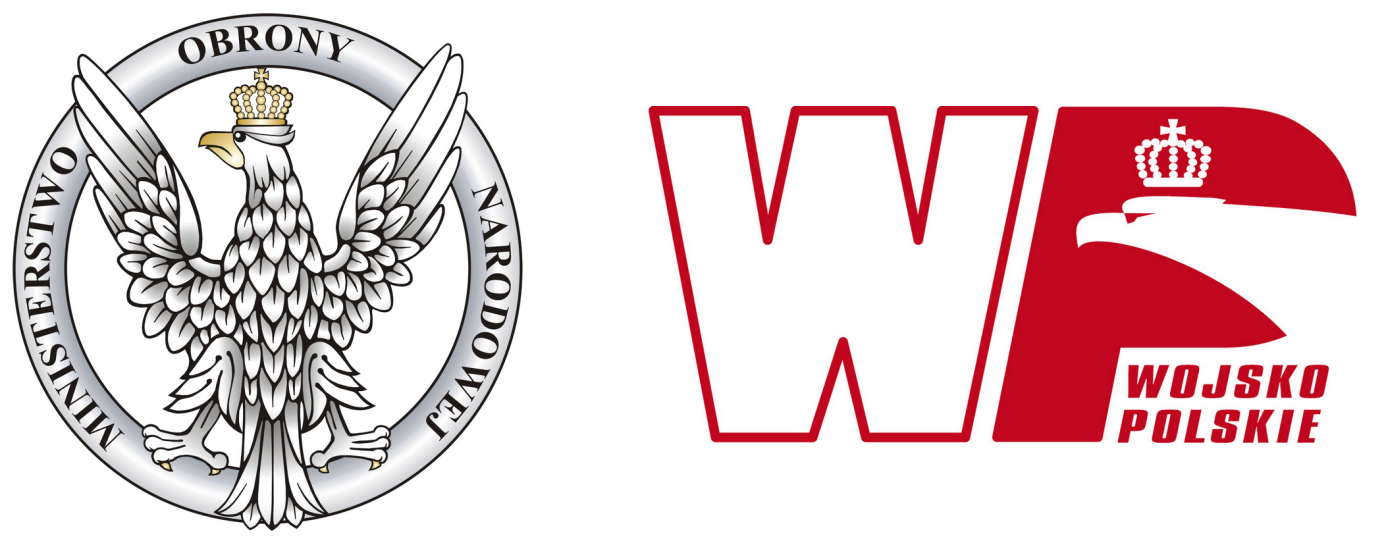 MINISTERSTWO OBRONY NARODOWEJ
WP
WOJSKO
POLSKIE